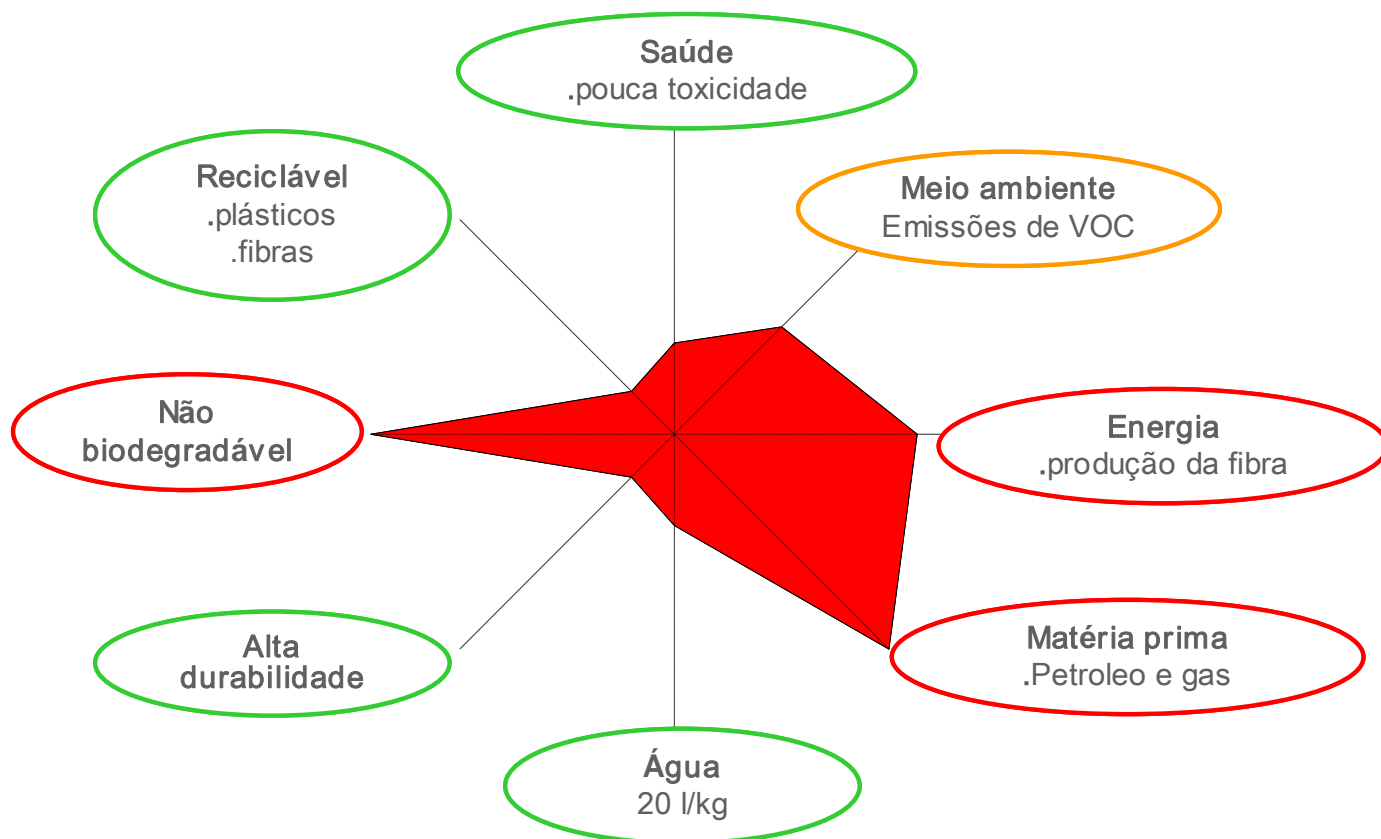 Saúde
.pouca toxicidade
Meio ambiente
Emissões de VOC
Energia
.produção da fibra
Matéria prima
.Petroleo e gas
Água
20 l/kg
Alta
durabilidade
Não
biodegradável
Reciclável
.plásticos
.fibras